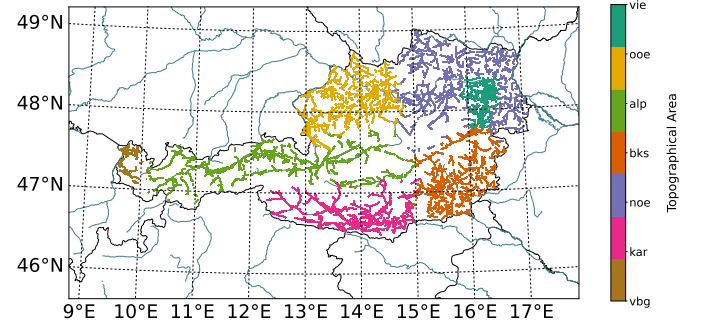 49°N
48°N
47°N
46°N
9°E 10°E 11°E 12°E 13°E 14°E 15°E 16°E 17°E
vie
ooe
alp
bks
noe
kar
vbg
Topographical Area